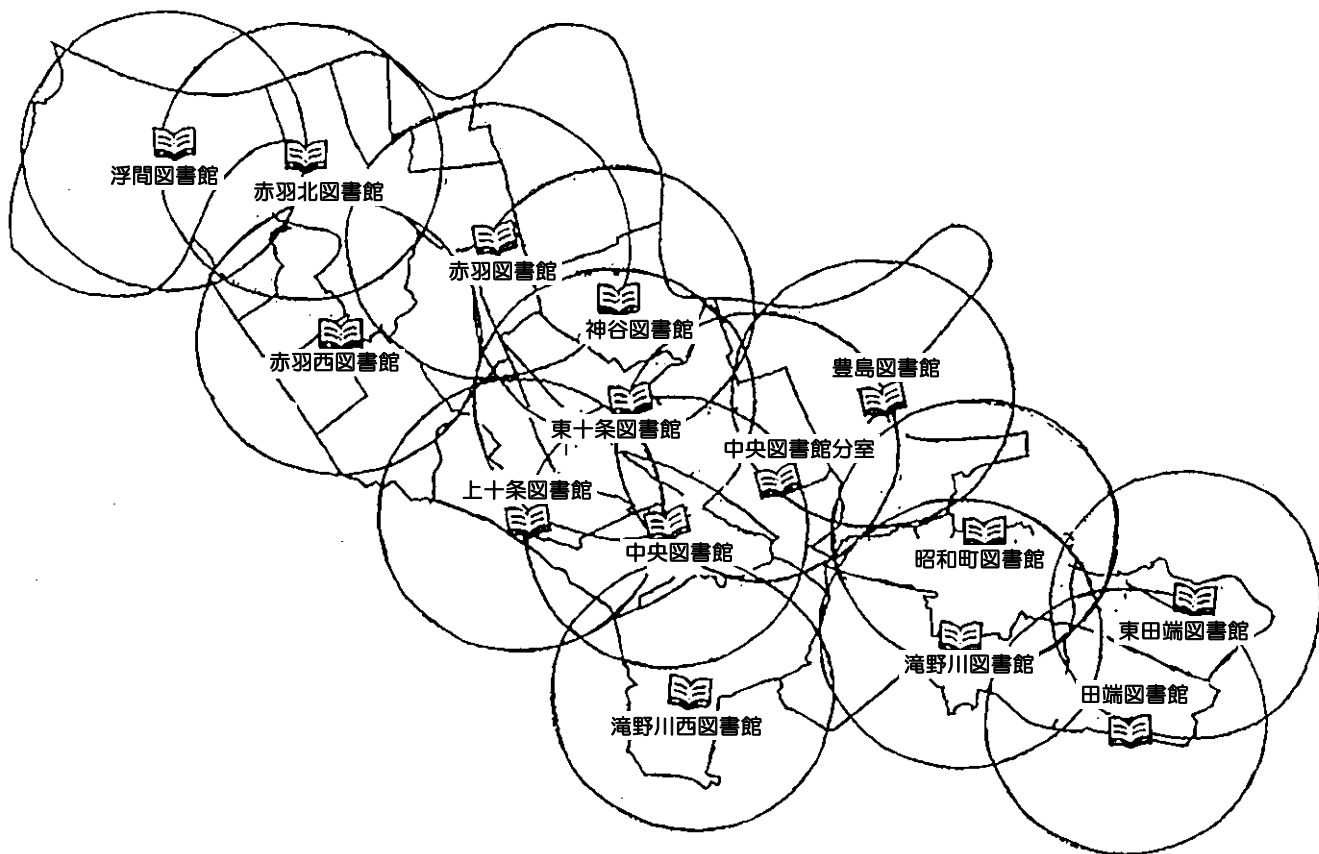 浮間図書館
赤羽北図書館
赤羽図書館
神谷図書館
赤羽西図書館
豊島図書館
東十条図書館
中央図書館分室
上十条図書館
中央図書館
昭和町図書館
東田端図書館
滝野川図書館
田端図書館
滝野川西図書館